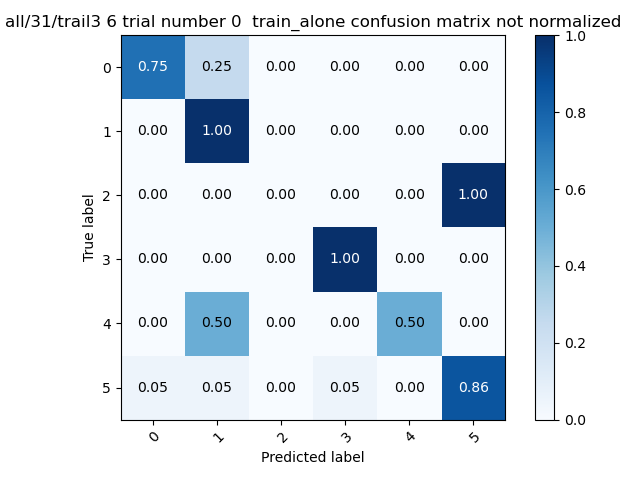 all/31/trail3 6 trial number 0  train_alone confusion matrix not normalized
True label
0 0.75 0.25 0.00 0.00 0.00 0.00
1 0.00 1.00 0.00 0.00 0.00 0.00
2 0.00 0.00 0.00 0.00 0.00 1.00
3 0.00 0.00 0.00 1.00 0.00 0.00
4 0.00 0.50 0.00 0.00 0.50 0.00
5 0.05 0.05 0.00 0.05 0.00 0.86
0 1 2 3 4 5
Predicted label
1.0
0.8
0.6
0.4
0.2
0.0